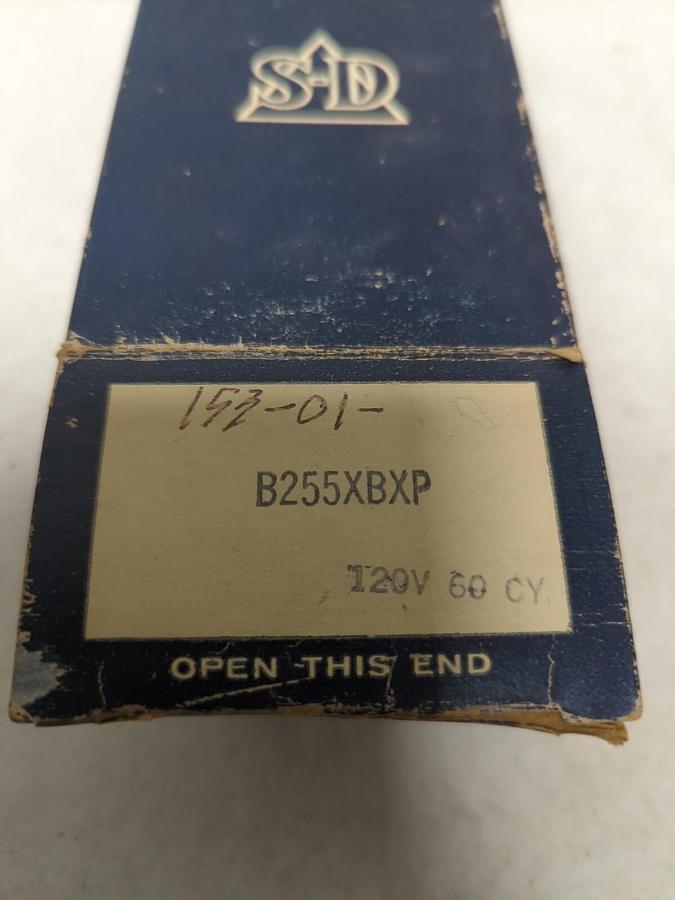 S-D
153-01-
B255XBXP
120V 60 CY.
OPEN THIS END